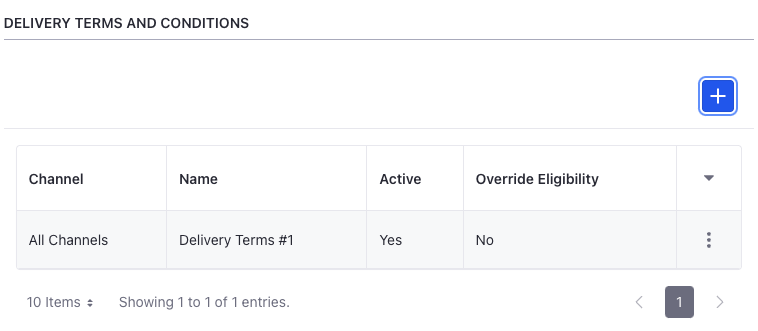 DELIVERY TERMS AND CONDITIONS
Channel Name Active Override Eligibility
All Channels Delivery Terms #1 Yes No
10 Items Showing 1 to 1 of 1 entries. 1